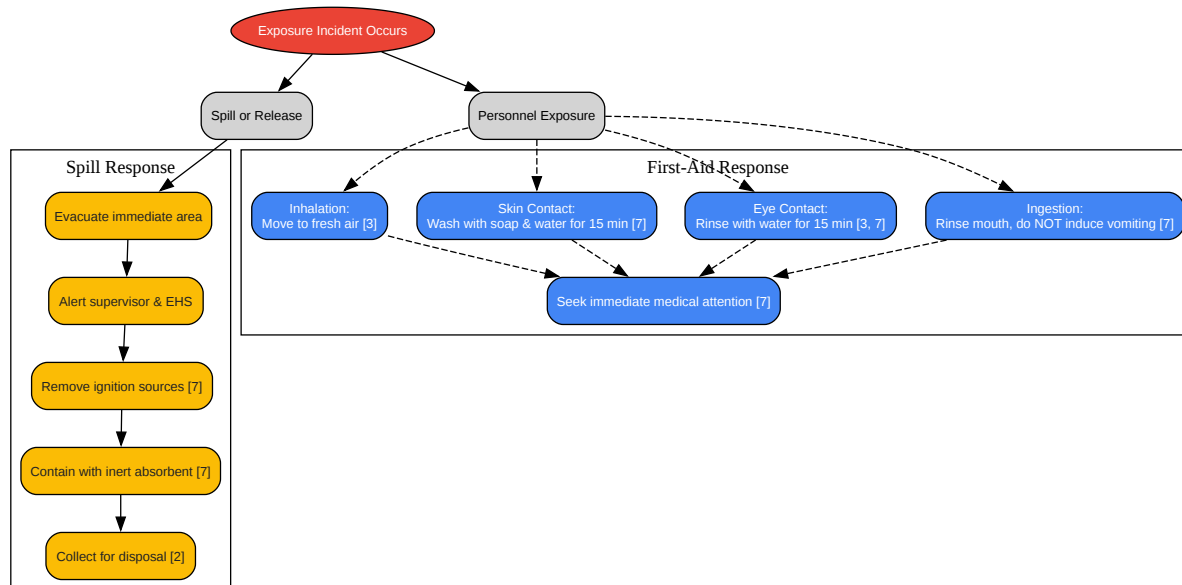 Exposure Incident Occurs
Spill or Release
Personnel Exposure
Spill Response
First-Aid Response
Evacuate immediate area
Inhalation:
Move to fresh air [3]
Skin Contact:
Wash with soap & water for 15 min [7]
Eye Contact:
Rinse with water for 15 min [3, 7]
Ingestion:
Rinse mouth, do NOT induce vomiting [7]
Alert supervisor & EHS
Seek immediate medical attention [7]
Remove ignition sources [7]
Contain with inert absorbent [7]
Collect for disposal [2]